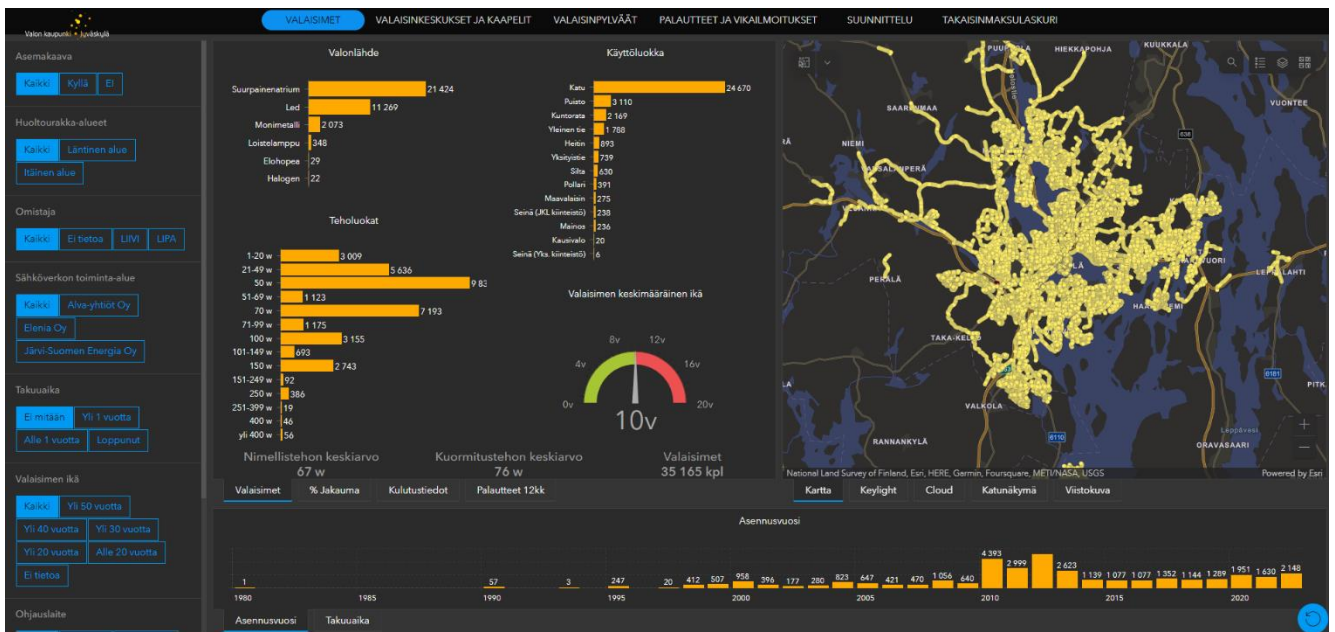 Valon kaupunki Jyväskylä
VALAISIMET
VALAISINKESKUKSET JA KAAPELIT
VALAISINPYLVÄÄT
PALAUTTEET JA VIKAILMOITUKSET
SUUNNITTELU
TAKAISINMAKSULASKURI
Asemakaava
Kaikki Kyllä Ei
Huoltourakka-alueet
Kaikki Läntinen alue
Itäinen alue
Omistaja
Kaikki Ei tietoa LIIVI LIPA
Sähköverkon toiminta-alue
Kaikki Alva-yhtiöt Oy
Elenia Oy
Järvi-Suomen Energia Oy
Takuuaika
Ei mitään Yli 1 vuotta
Alle 1 vuotta Loppunut
Valaisimen ikä
Kaikki Yli 50 vuotta
Yli 40 vuotta Yli 30 vuotta
Yli 20 vuotta Alle 20 vuotta
Ei tietoa
Ohjauslaite
Valonlähde
Suurpainenatrium 21 424
Led 11 269
Monimetalli 2 073
Loistelamppu 348
Elohopea 29
Halogen 22
Teholuokat
1-20 w 3 009
21-49 w 5 636
50 w 9 83
51-69 w 1 123
70 w 7 193
71-99 w 1 175
100 w 3 155
101-149 w 693
150 w 2 743
151-249 w 92
250 w 386
251-399 w 19
400 w 46
yli 400 w 56
Käyttöluokka
Katu 24 670
Puisto 3 110
Kuntorata 2 169
Yleinen tie 1 788
Heitin 893
Yksityistie 739
Silta 630
Pollari 391
Maavalaisin 275
Seinä (JKL kiinteistö) 238
Mainos 236
Kausivalo 20
Seinä (Yks. kiinteistö) 6
Valaisimen keskimääräinen ikä
0v 4v 8v 12v 16v 20v
10v
Nimellistehon keskiarvo
67 w
Kuormitustehon keskiarvo
76 w
Valaisimet
35 165 kpl
Valaisimet % Jakauma Kulutustiedot Palautteet 12kk
HIEKKAPOHJA
KUUKKALA
VUONTEE
638
NIEMI
PERÄLÄ
VALKOLA
RANNANKYLÄ
6110
6181
PITK
Leppävesi
ORAVASAARI
National Land Survey of Finland, Esri, HERE, Garmin, Foursquare, METI/NASA, USGS
Powered by Esri
Kartta Keylight Cloud Katunäkymä Viistokuva
Asennusvuosi
1 57 3 247 20 412 507 958 396 177 280 823 647 421 470 1 056 640 4 393 2 999 2 623 1 139 1 077 1 077 1 352 1 144 1 289 1 951 1 630 2 148
1980 1985 1990 1995 2000 2005 2010 2015 2020
Asennusvuosi Takuuaika